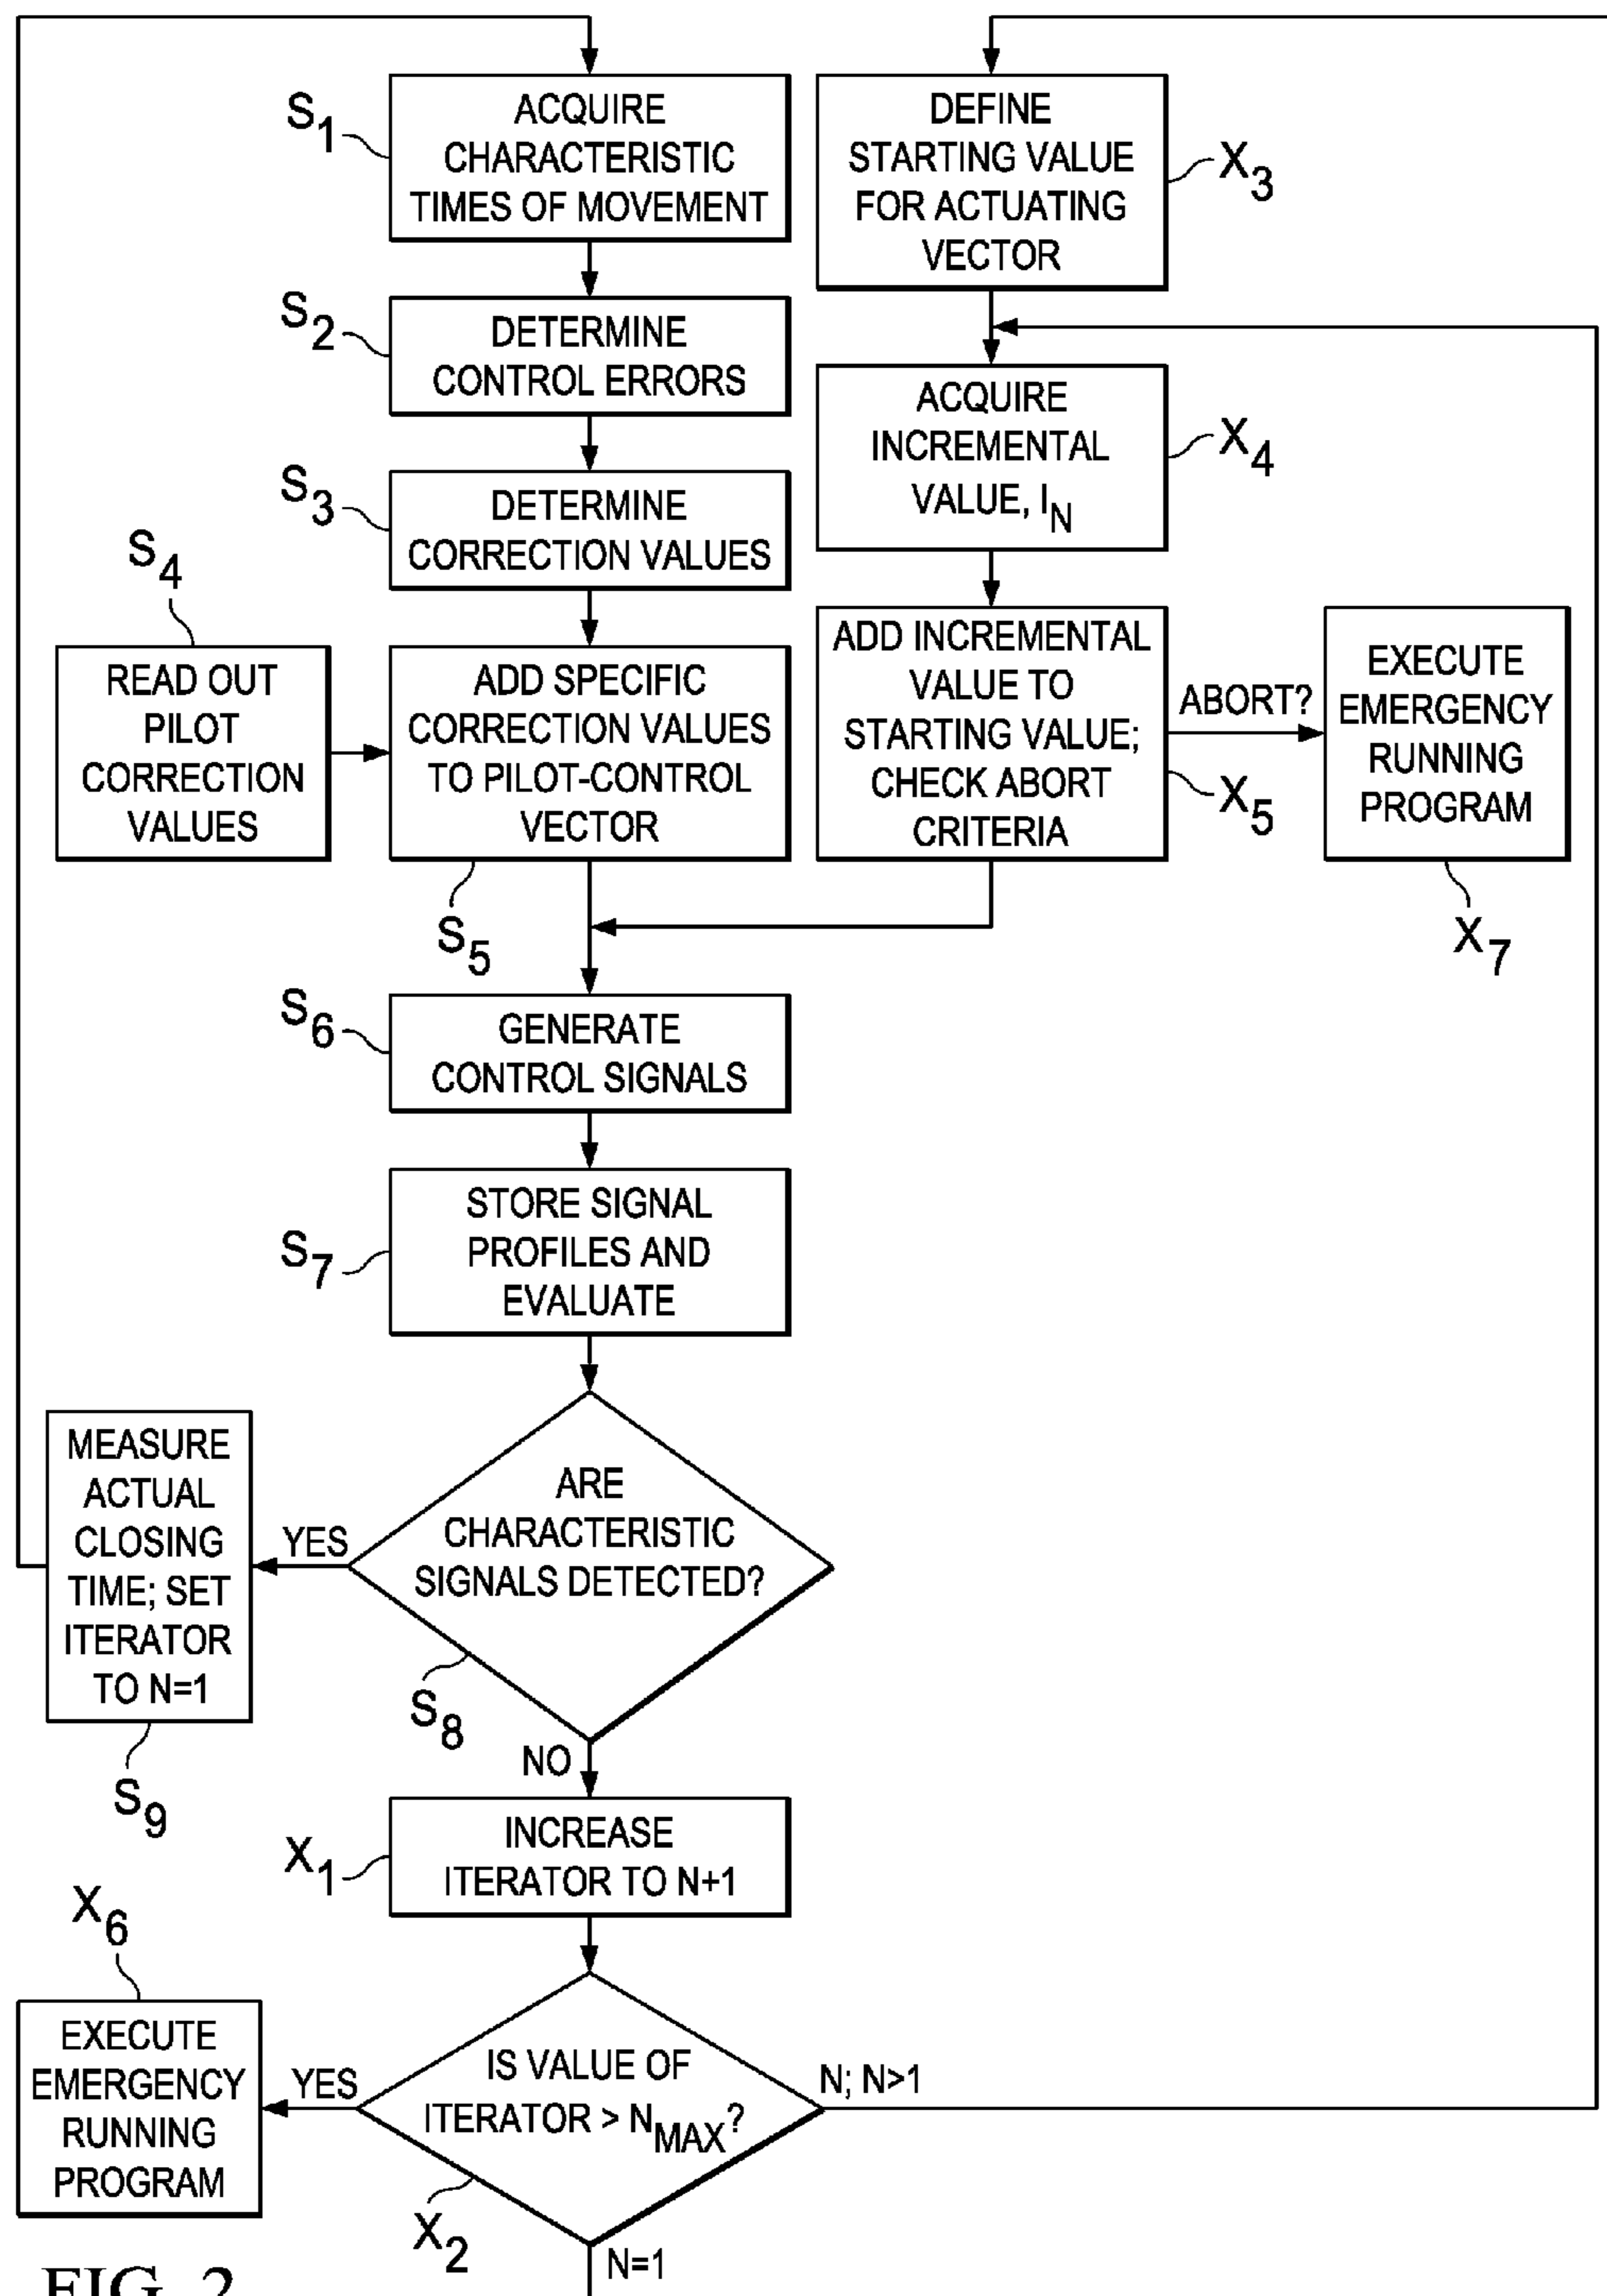 S1
ACQUIRE
CHARACTERISTIC
TIMES OF MOVEMENT
DEFINE
STARTING VALUE
FOR ACTUATING
VECTOR
X3
S2
DETERMINE
CONTROL ERRORS
ACQUIRE
INCREMENTAL
VALUE, IN
X4
S3
DETERMINE
CORRECTION VALUES
S4
READ OUT
PILOT
CORRECTION
VALUES
ADD SPECIFIC
CORRECTION VALUES
TO PILOT-CONTROL
VECTOR
S5
ADD INCREMENTAL
VALUE TO
STARTING VALUE;
CHECK ABORT
CRITERIA
X5
ABORT?
EXECUTE
EMERGENCY
RUNNING
PROGRAM
X7
S6
GENERATE
CONTROL SIGNALS
S7
STORE SIGNAL
PROFILES AND
EVALUATE
MEASURE
ACTUAL
CLOSING
TIME; SET
ITERATOR
TO N=1
S9
YES
ARE
CHARACTERISTIC
SIGNALS DETECTED?
S8
NO
X1
INCREASE
ITERATOR TO N+1
X6
EXECUTE
EMERGENCY
RUNNING
PROGRAM
YES
IS VALUE OF
ITERATOR > NMAX?
N; N>1
X2
N=1
FIG. 2